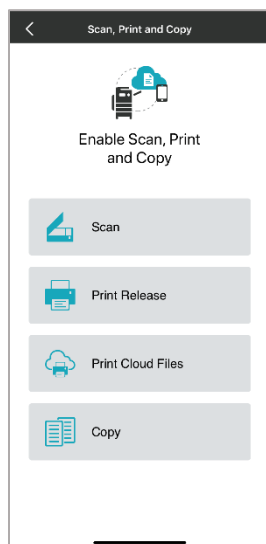 Scan, Print and Copy
Enable Scan, Print
and Copy
Scan
Print Release
Print Cloud Files
Copy